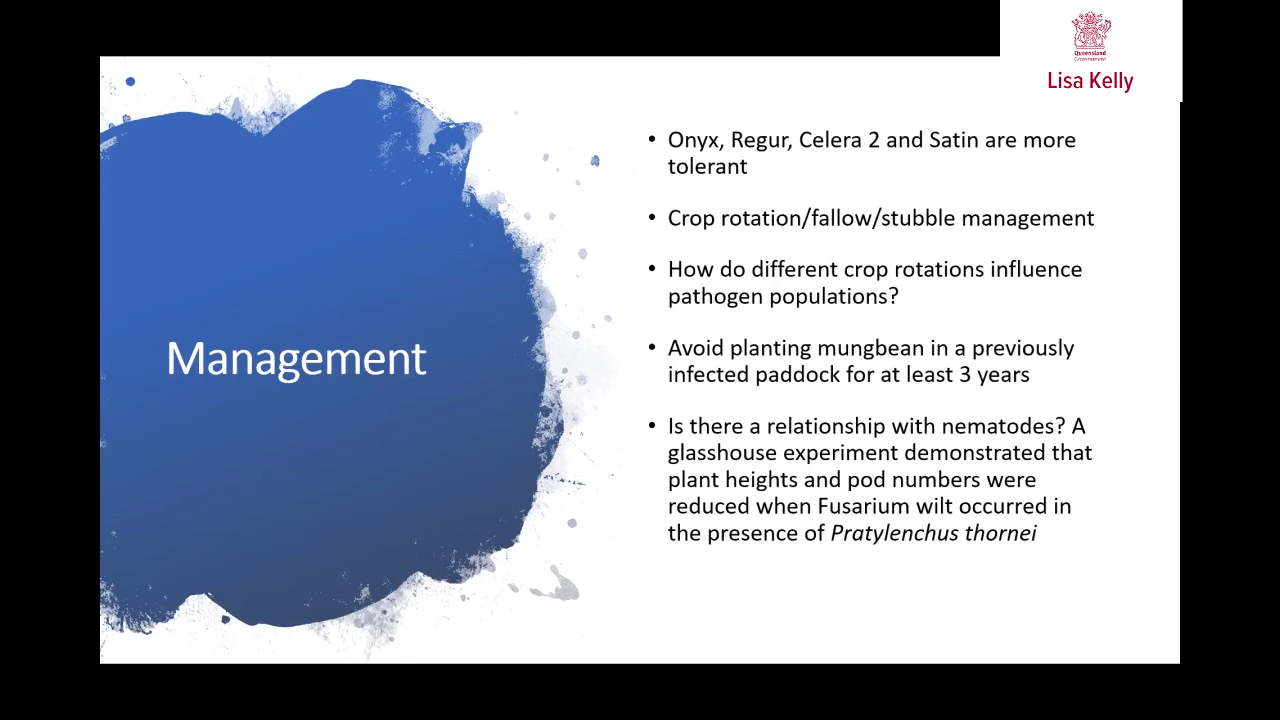 Queensland
Government
Lisa Kelly
Management
• Onyx, Regur, Celera 2 and Satin are more
tolerant
• Crop rotation/fallow/stubble management
• How do different crop rotations influence
pathogen populations?
• Avoid planting mungbean in a previously
infected paddock for at least 3 years
• Is there a relationship with nematodes? A
glasshouse experiment demonstrated that
plant heights and pod numbers were
reduced when Fusarium wilt occurred in
the presence of Pratylenchus thornei